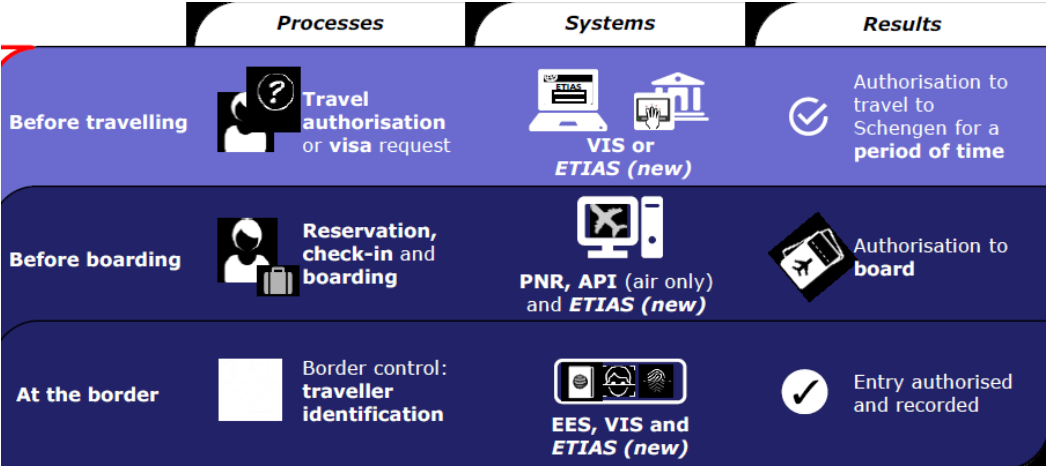 Processes
Systems
Results
Before travelling
Travel
authorisation
or visa request
ETIAS
VIS or
ETIAS (new)
Authorisation to
travel to
Schengen for a
period of time
Before boarding
Reservation,
check-in and
boarding
PNR, API (air only)
and ETIAS (new)
Authorisation to
board
At the border
Border control:
traveller
identification
EES, VIS and
ETIAS (new)
Entry authorised
and recorded